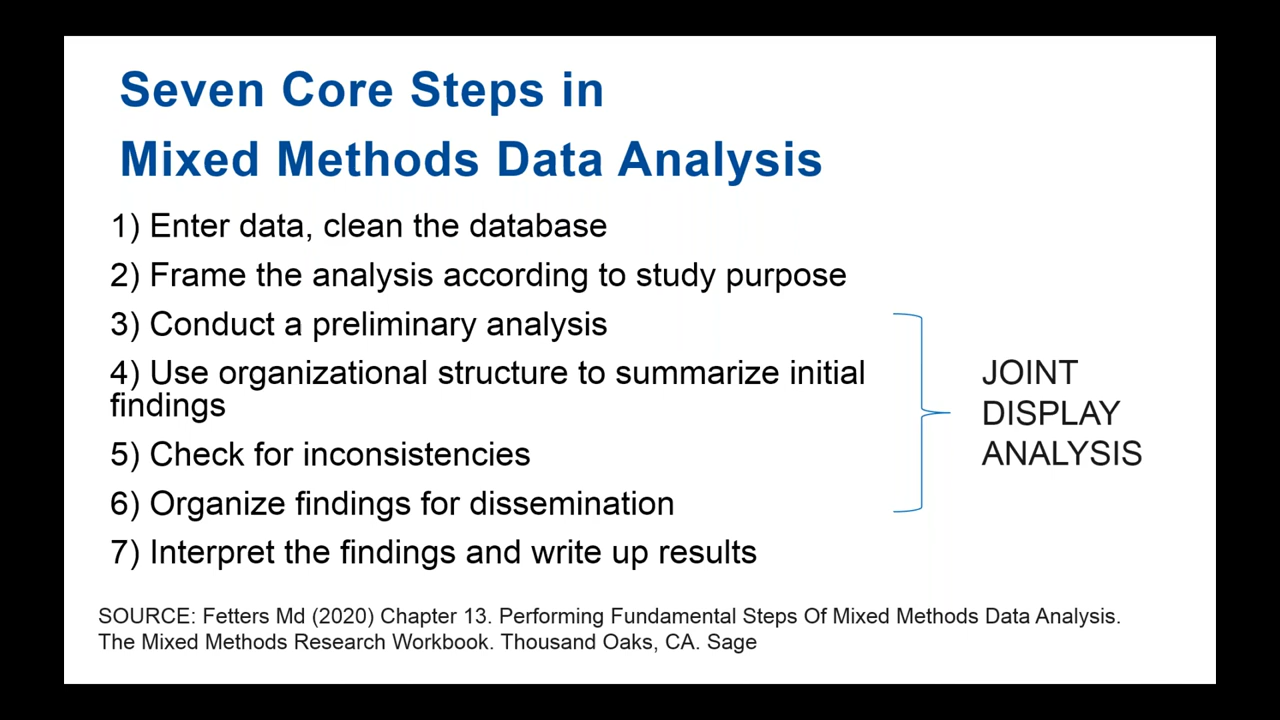 Seven Core Steps in
Mixed Methods Data Analysis
1) Enter data, clean the database
2) Frame the analysis according to study purpose
3) Conduct a preliminary analysis
4) Use organizational structure to summarize initial
findings
5) Check for inconsistencies
6) Organize findings for dissemination
7) Interpret the findings and write up results
JOINT
DISPLAY
ANALYSIS
SOURCE: Fetters Md (2020) Chapter 13. Performing Fundamental Steps Of Mixed Methods Data Analysis.
The Mixed Methods Research Workbook. Thousand Oaks, CA. Sage